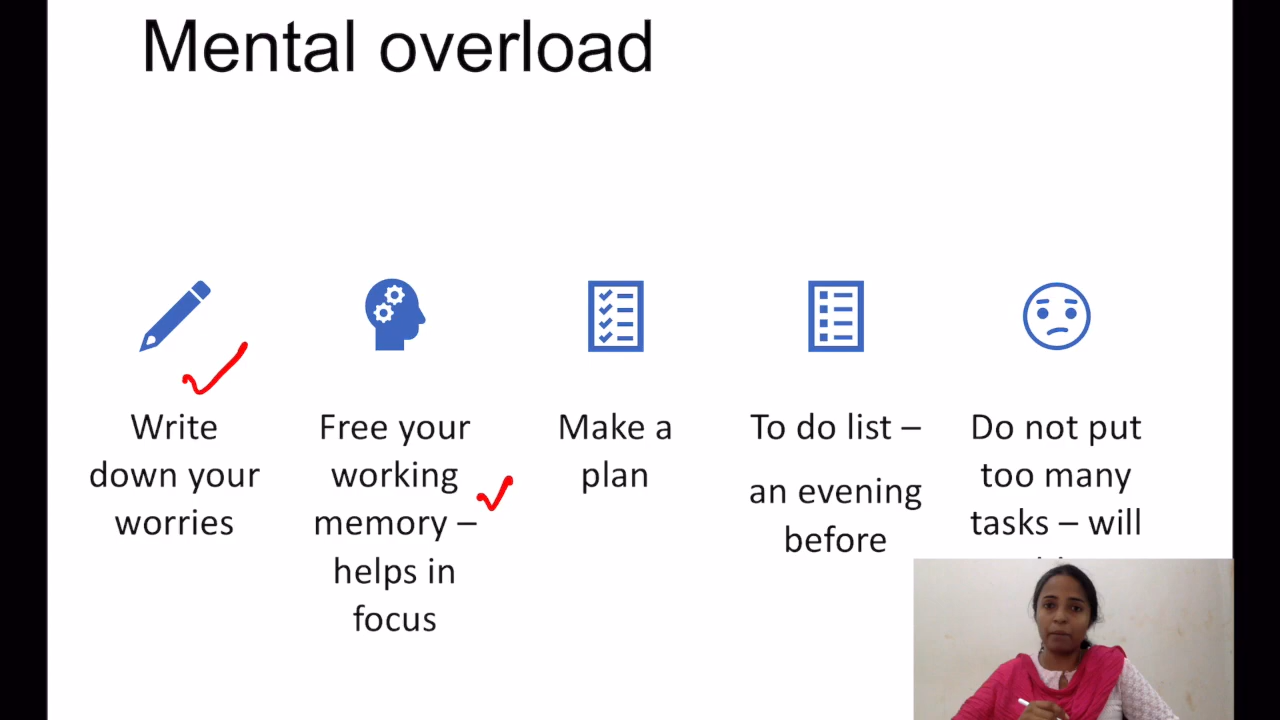 Mental overload
Write
down your
worries
Free your
working
memory –
helps in
focus
Make a
plan
To do list –
an evening
before
Do not put
too many
tasks – will